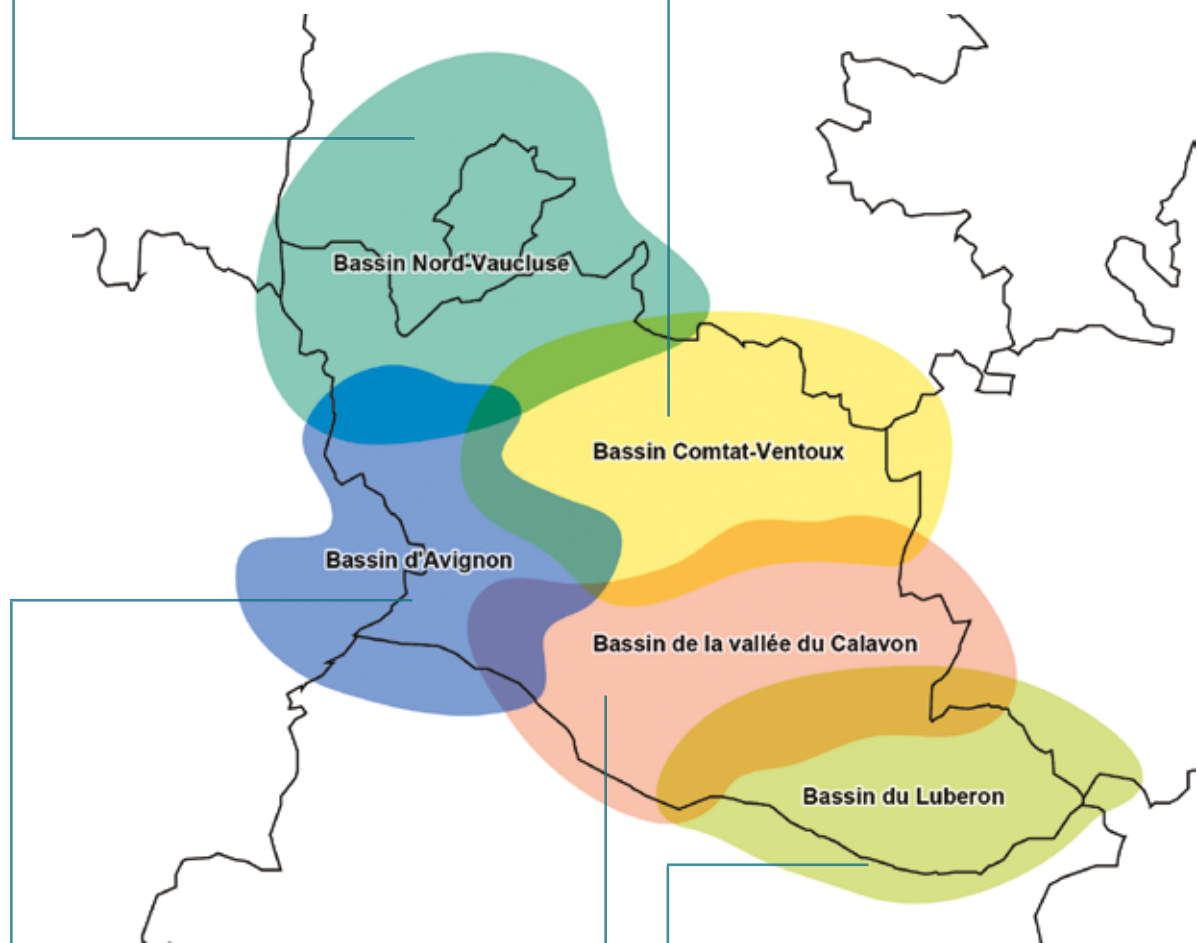 Bassin Nord-Vaucluse
Bassin Comtat-Ventoux
Bassin d'Avignon
Bassin de la vallée du Calavon
Bassin du Luberon